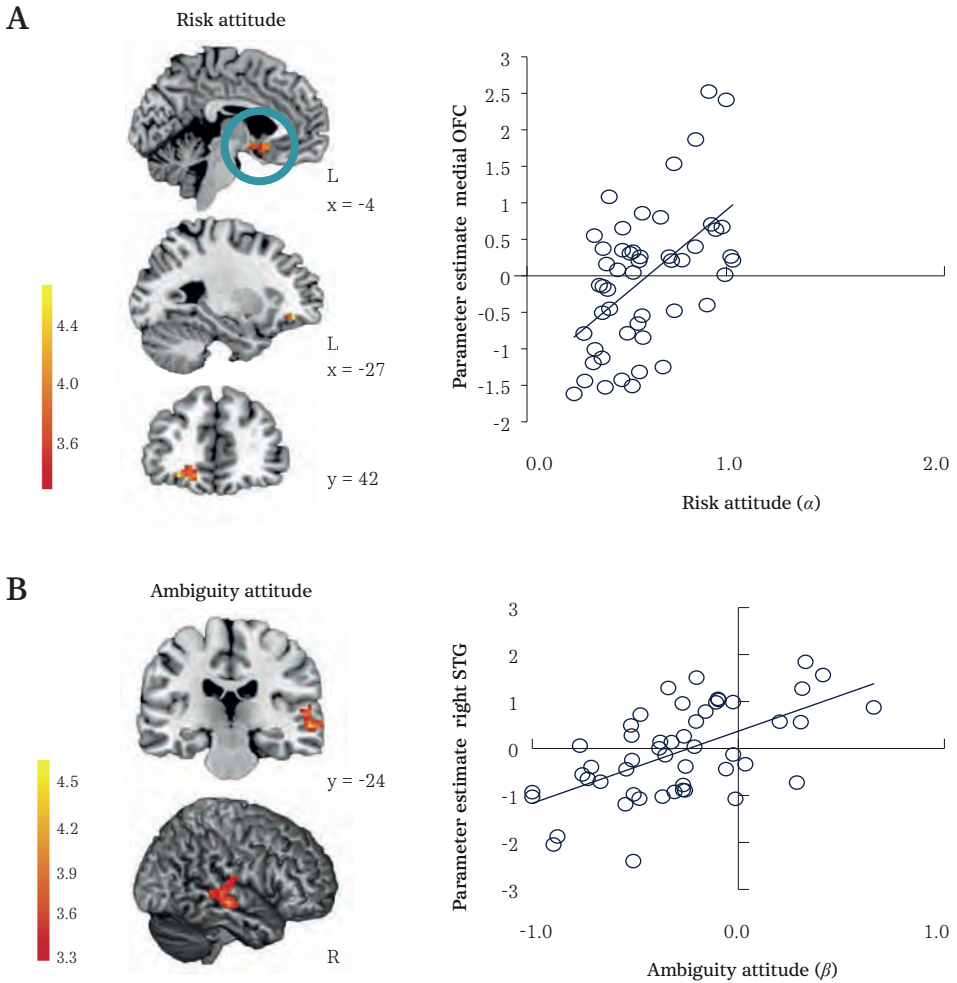 A
Risk attitude
L
x = -4
L
x = -27
y = 42
4.4
4.0
3.6
Parameter estimate medial OFC
3
2.5
2
1.5
1
0.5
0
-0.5
-1
-1.5
-2
0.0 1.0 2.0
Risk attitude (α)
B
Ambiguity attitude
y = -24
R
4.5
4.2
3.9
3.6
3.3
Parameter estimate right STG
3
2
1
0
-1
-2
-3
-1.0 0.0 1.0
Ambiguity attitude (β)